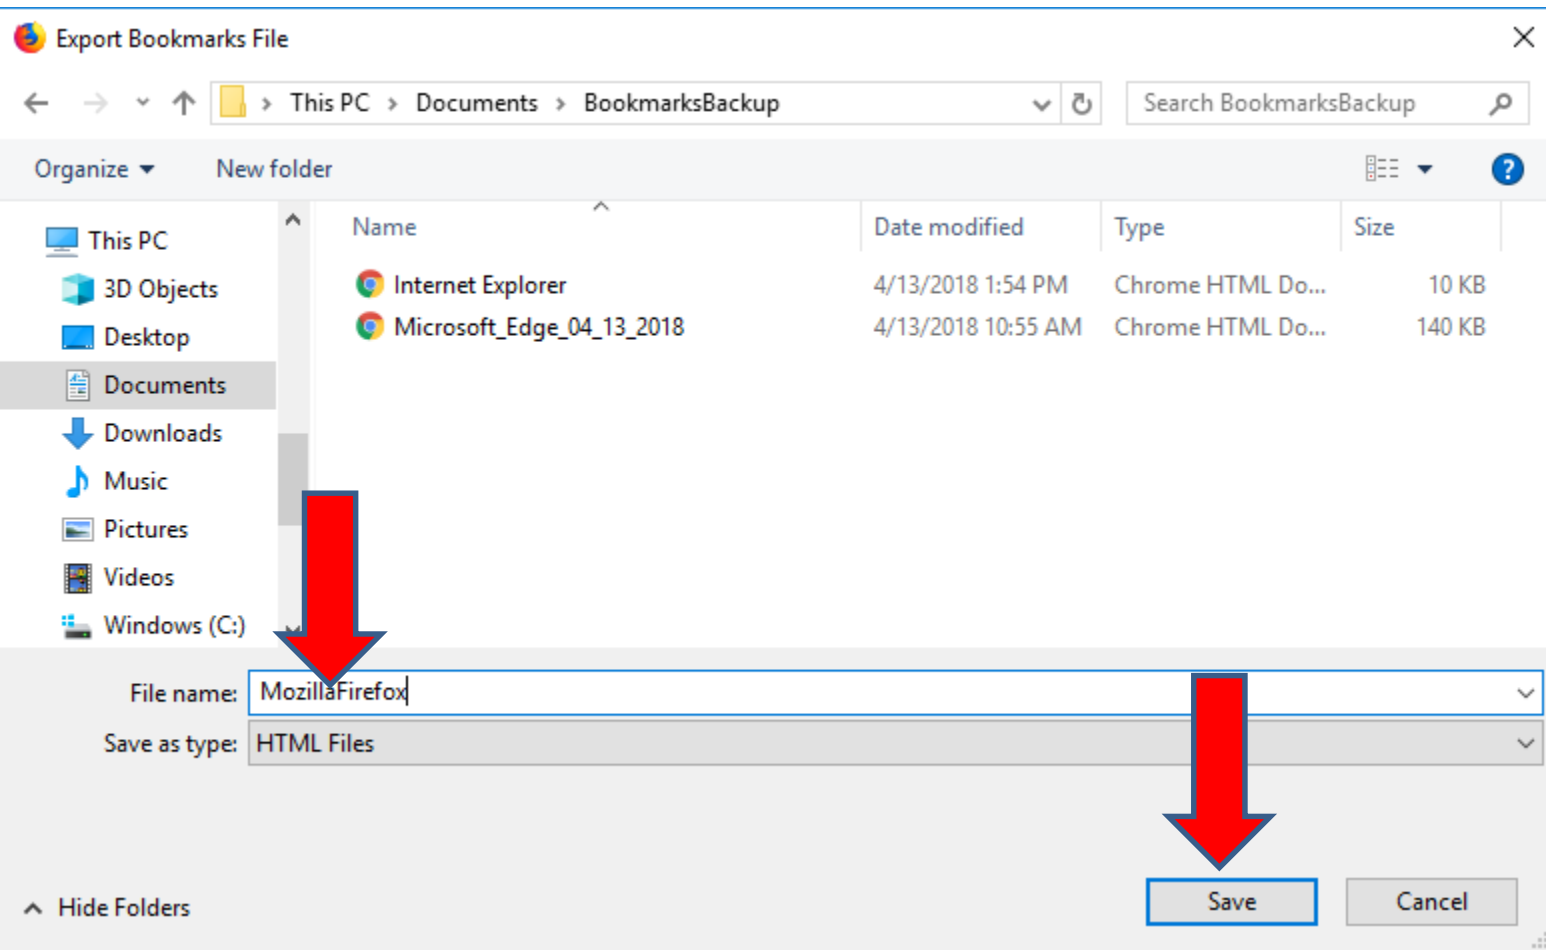 Export Bookmarks File
This PC > Documents > BookmarksBackup
Search BookmarksBackup
Organize
New folder
?
Name
Date modified
Type
Size
This PC
3D Objects
Desktop
Documents
Downloads
Music
Pictures
Videos
Windows (C:)
Internet Explorer 4/13/2018 1:54 PM Chrome HTML Do... 10 KB
Microsoft_Edge_04_13_2018 4/13/2018 10:55 AM Chrome HTML Do... 140 KB
File name: MozillaFirefox
Save as type: HTML Files
Hide Folders
Save
Cancel